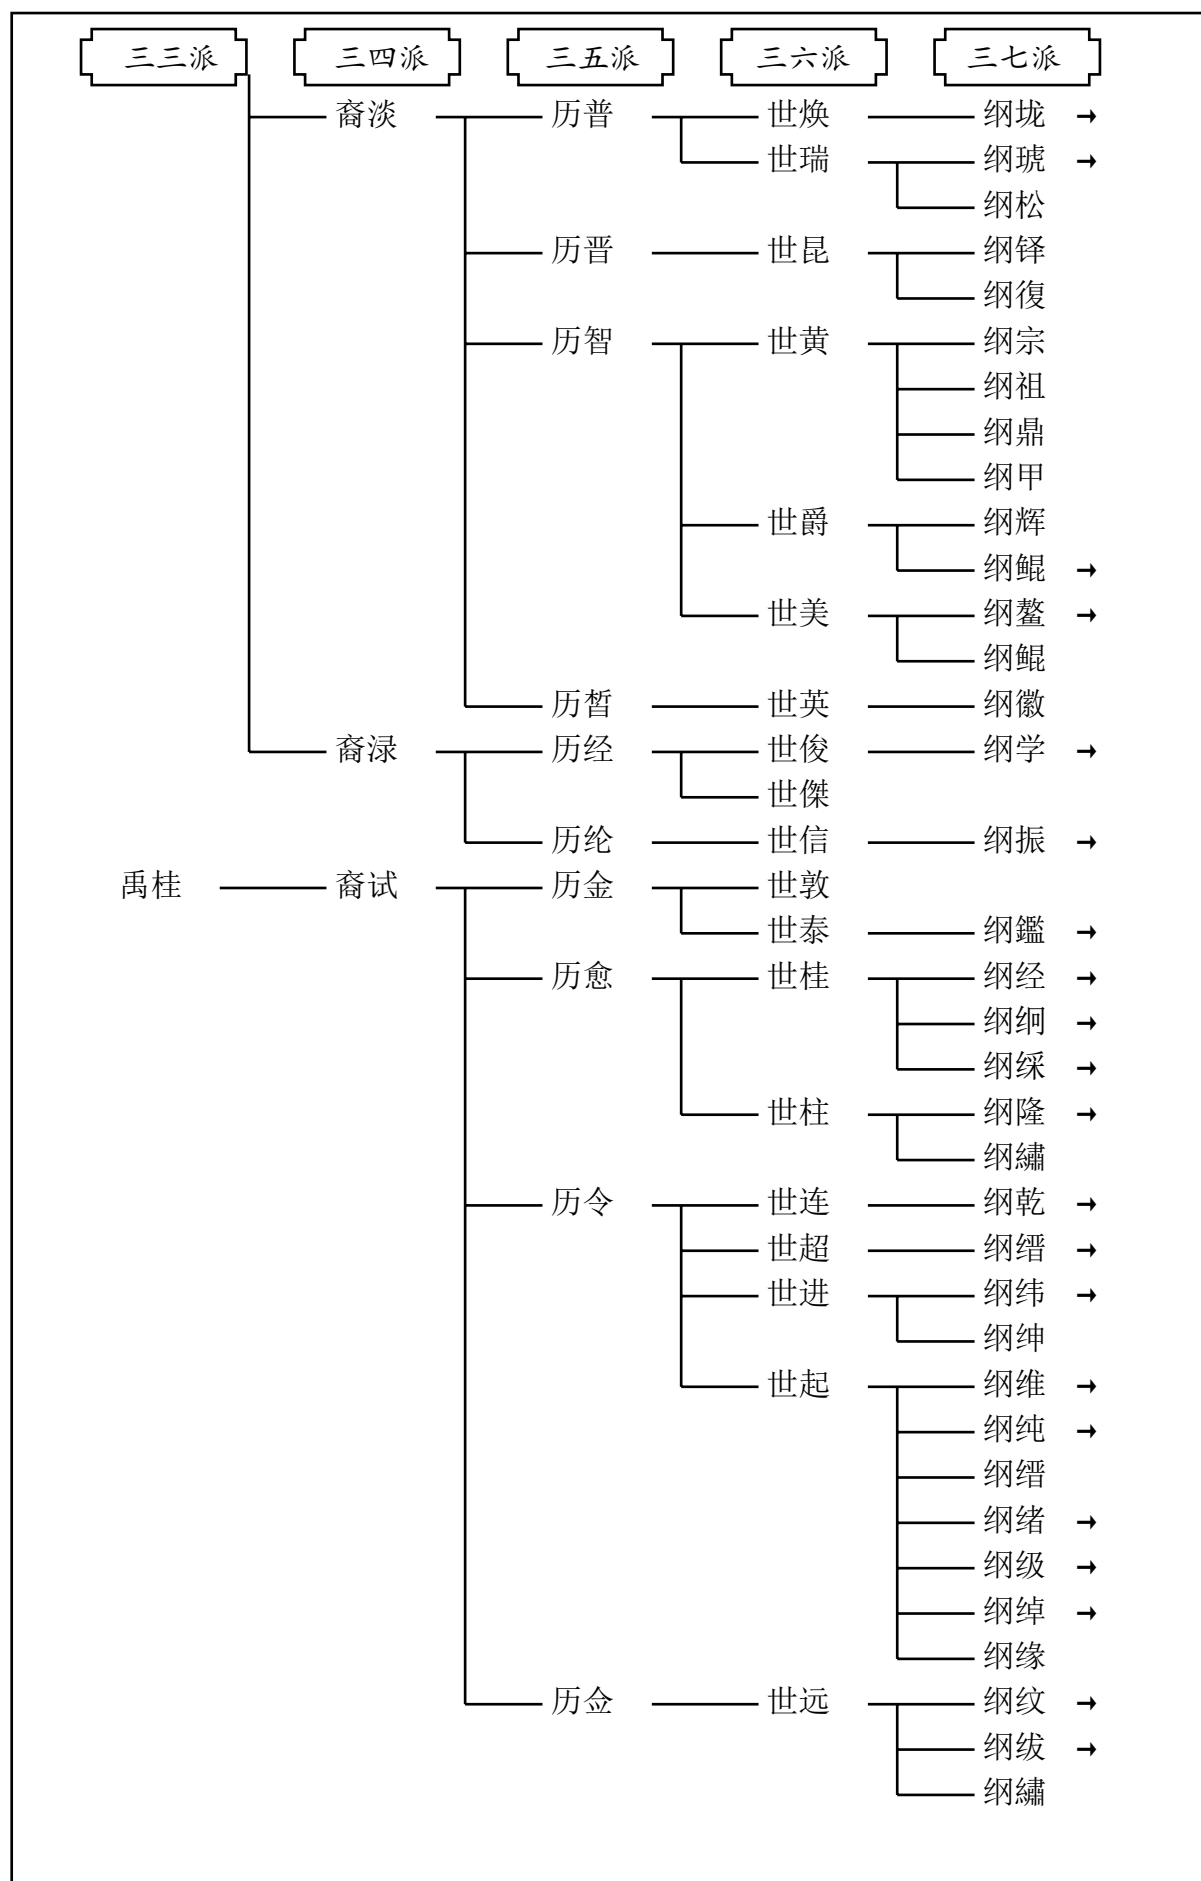 三三派 三四派 三五派 三六派 三七派
裔淡 历普 世焕 纲垅 →
世瑞 纲琥 →
纲松
历晋 世昆 纲铎
纲復
历智 世黄 纲宗
纲祖
纲鼎
纲甲
世爵 纲辉
纲鲲 →
世美 纲鳌 →
纲鲲
历皙 世英 纲徽
裔渌 历经 世俊 纲学 →
世傑
历纶 世信 纲振 →
禹桂 裔试 历金 世敦
世泰 纲鑑 →
历愈 世桂 纲经 →
纲䌹 →
纲䌽 →
世柱 纲隆 →
纲繡
历令 世连 纲乾 →
世超 纲缙 →
世进 纲纬 →
纲绅
世起 纲维 →
纲纯 →
纲缙
纲绪 →
纲级 →
纲绰 →
纲缘
历佥 世远 纲纹 →
纲绂 →
纲繡